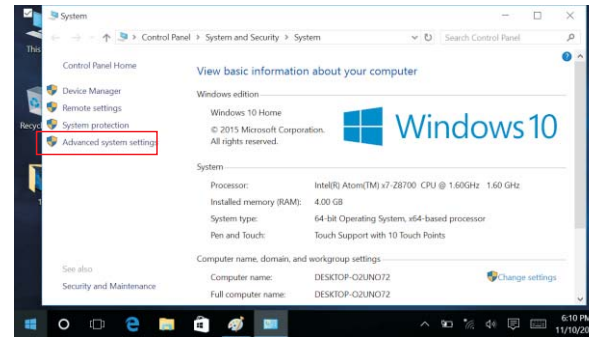 System
Control Panel > System and Security > System
Search Control Panel
This
Control Panel Home
View basic information about your computer
Device Manager
Windows edition
Remote settings
Windows 10 Home
System protection
© 2015 Microsoft Corporation.
All rights reserved.
Windows 10
Advanced system settings
System
Processor: Intel(R) Atom(TM) x7-Z8700 CPU @ 1.60GHz 1.60 GHz
Installed memory (RAM): 4.00 GB
System type: 64-bit Operating System, x64-based processor
Pen and Touch: Touch Support with 10 Touch Points
Computer name, domain, and workgroup settings
See also
Computer name: DESKTOP-O2UNO72
Change settings
Security and Maintenance
Full computer name: DESKTOP-O2UNO72
6:10 PM
11/10/20